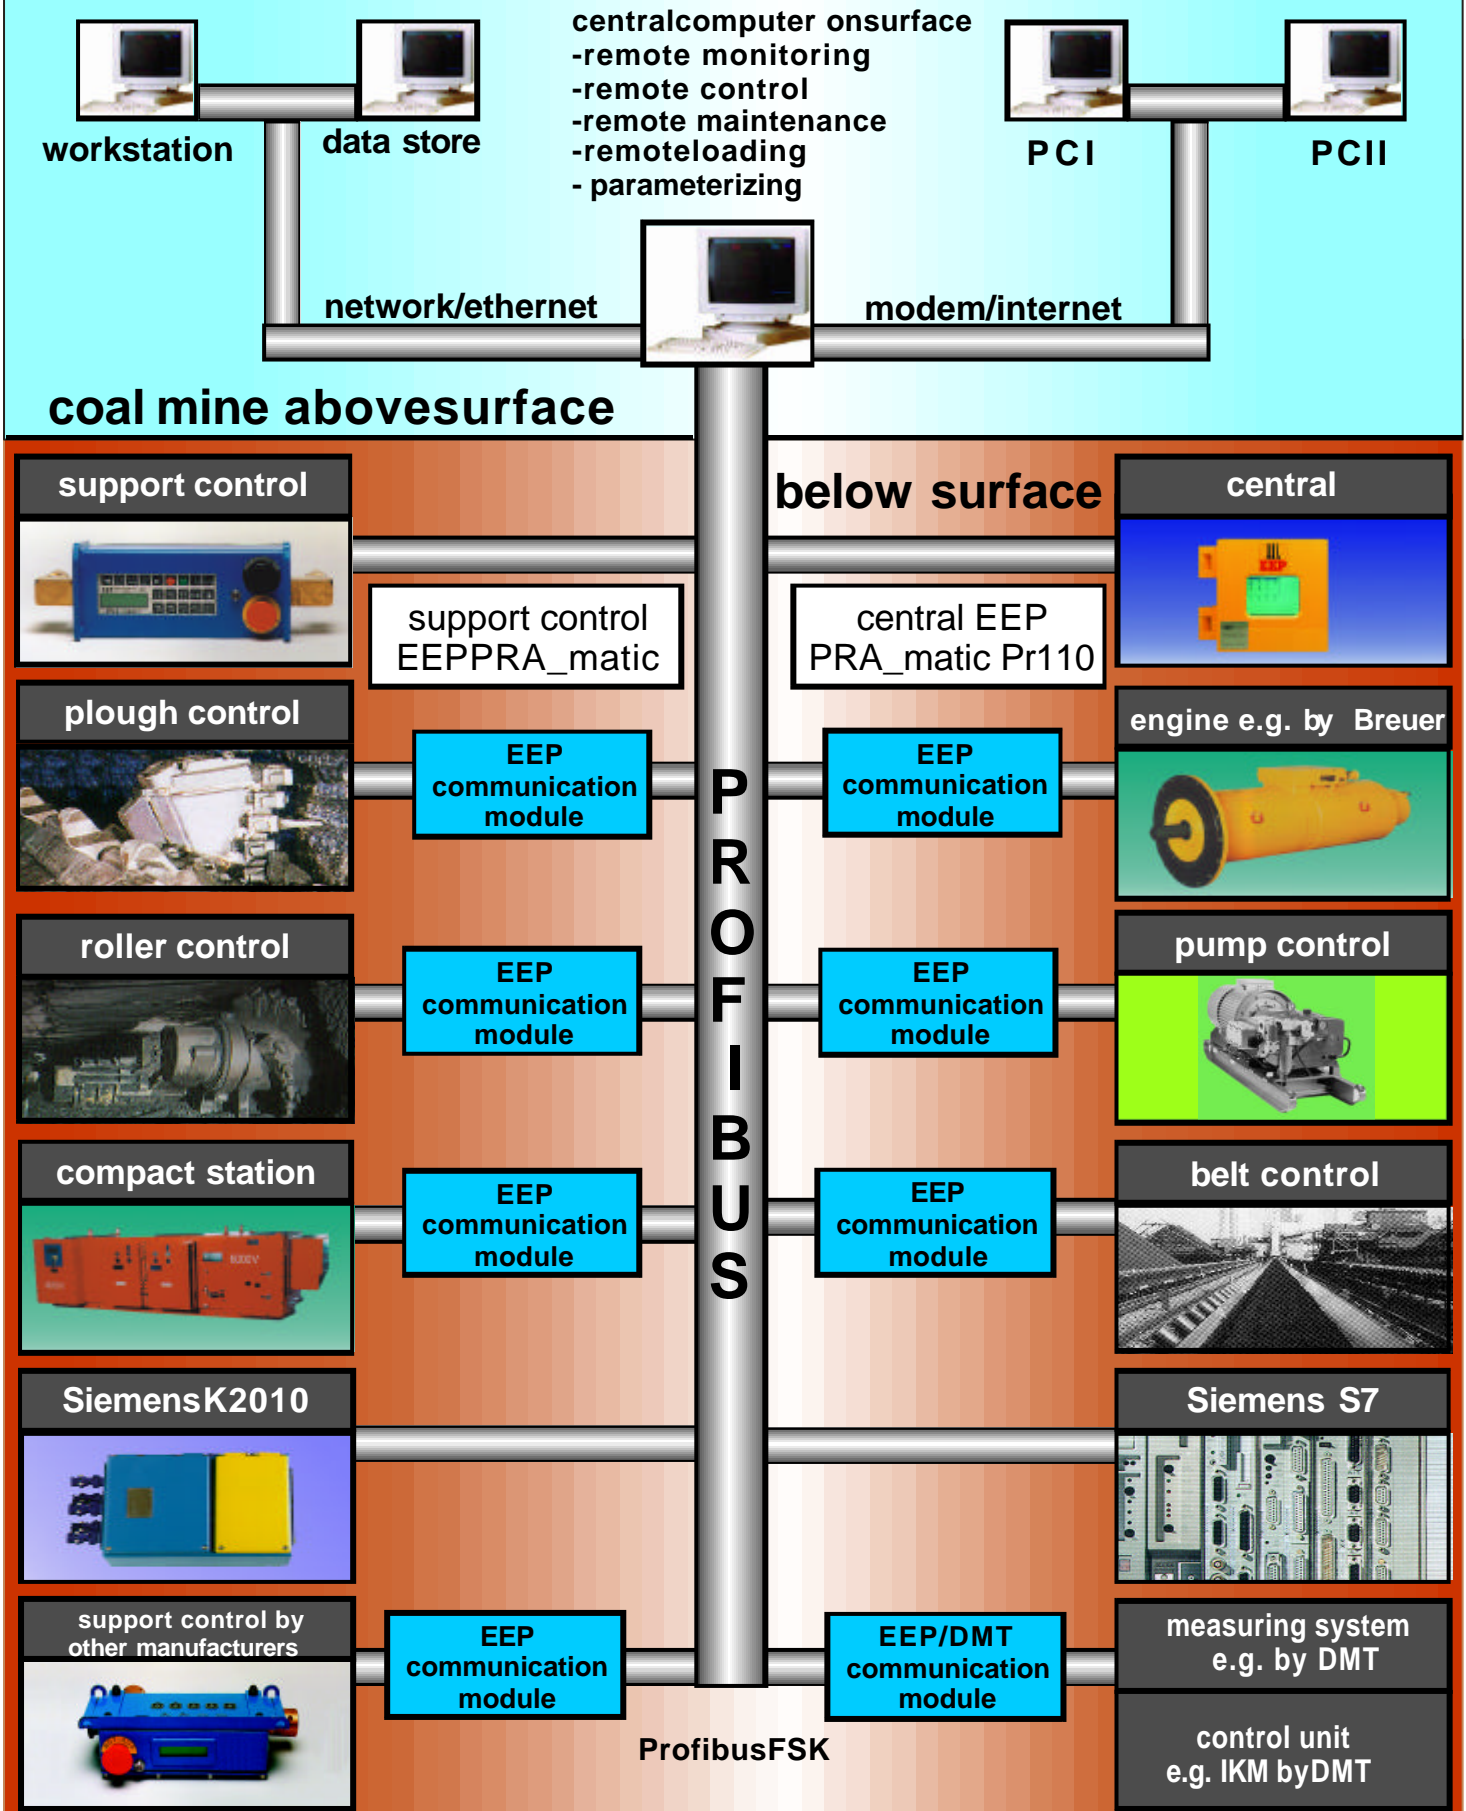 centralcomputer onsurface
-remote monitoring
-remote control
-remote maintenance
-remoteloading
- parameterizing
workstation
data store
PCI
PCII
network/ethernet
modem/internet
coal mine abovesurface
below surface
support control
central
support control
EEPPRA_matic
central EEP
PRA_matic Pr110
EEP
plough control
engine e.g. by Breuer
EEP
communication
module
EEP
communication
module
PROFIBUS
roller control
pump control
EEP
communication
module
EEP
communication
module
compact station
belt control
EEP
communication
module
EEP
communication
module
SiemensK2010
Siemens S7
support control by
other manufacturers
EEP
communication
module
EEP/DMT
communication
module
measuring system
e.g. by DMT
control unit
e.g. IKM byDMT
ProfibusFSK